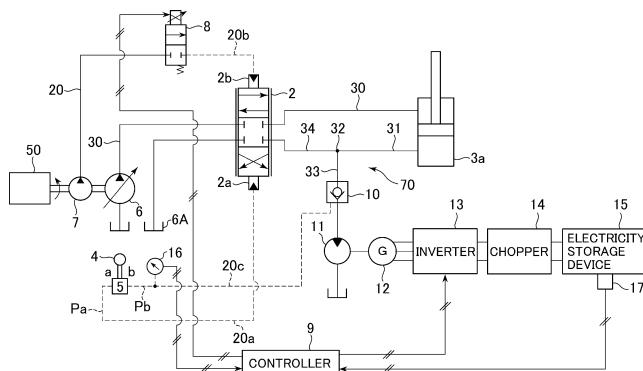 8
20b
20
2b
2
30
30
34
32
31
50
33
3a
2a
70
10
7
6
6A
13
14
15
11
G
INVERTER
CHOPPER
ELECTRICITY
STORAGE
DEVICE
4
16
12
17
a
b
5
20c
Pa
Pb
20a
9
CONTROLLER